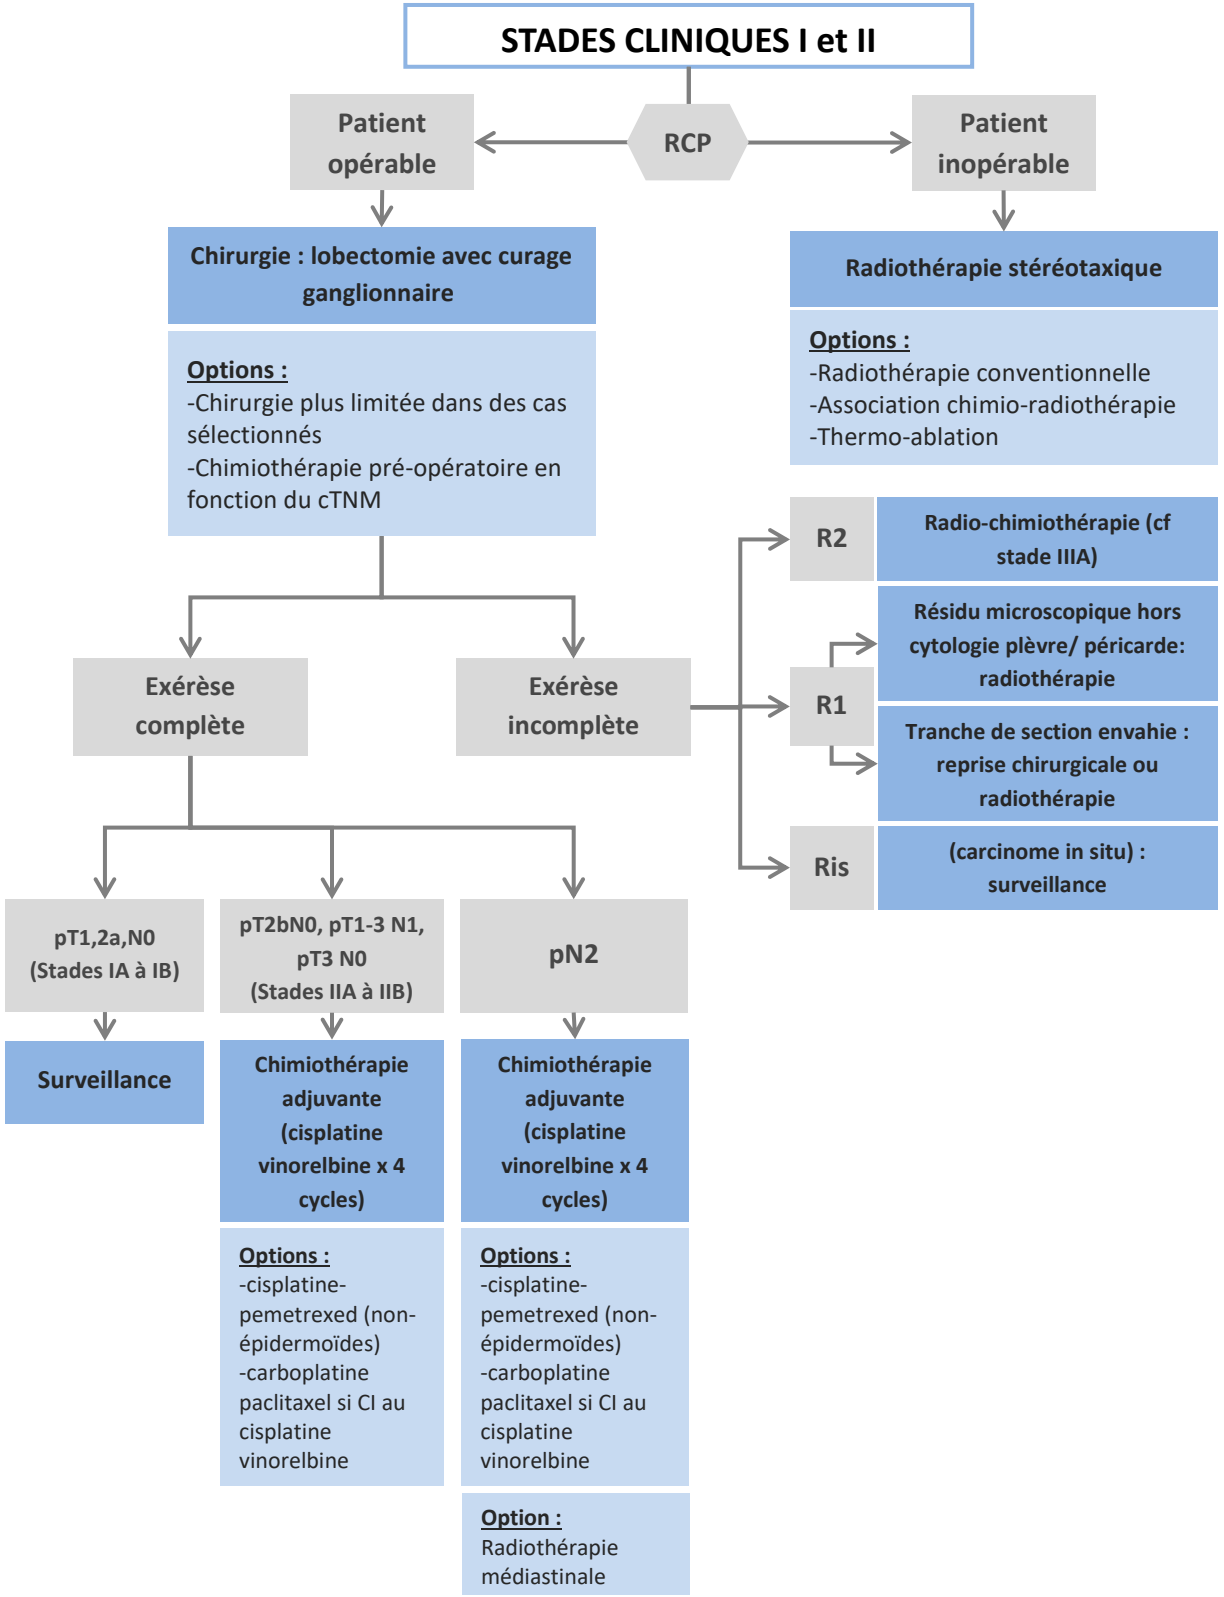 STADES CLINIQUES I et II
RCP
Patient
opérable
Patient
inopérable
Chirurgie : lobectomie avec curage
ganglionnaire
Options :
-Chirurgie plus limitée dans des cas
sélectionnés
-Chimiothérapie pré-opératoire en
fonction du cTNM
Radiothérapie stéréotaxique
Options :
-Radiothérapie conventionnelle
-Association chimio-radiothérapie
-Thermo-ablation
Exérèse
complète
Exérèse
incomplète
R2
Radio-chimiothérapie (cf
stade IIIA)
R1
Résidu microscopique hors
cytologie plèvre/ péricarde:
radiothérapie
Tranche de section envahie :
reprise chirurgicale ou
radiothérapie
Ris
(carcinome in situ) :
surveillance
pT1,2a,N0
(Stades IA à IB)
Surveillance
pT2bN0, pT1-3 N1,
pT3 N0
(Stades IIA à IIB)
Chimiothérapie
adjuvante
(cisplatine
vinorelbine x 4
cycles)
Options :
-cisplatine-
pemetrexed (non-
épidermoïdes)
-carboplatine
paclitaxel si CI au
cisplatine
vinorelbine
pN2
Chimiothérapie
adjuvante
(cisplatine
vinorelbine x 4
cycles)
Options :
-cisplatine-
pemetrexed (non-
épidermoïdes)
-carboplatine
paclitaxel si CI au
cisplatine
vinorelbine
Option :
Radiothérapie
médiastinale